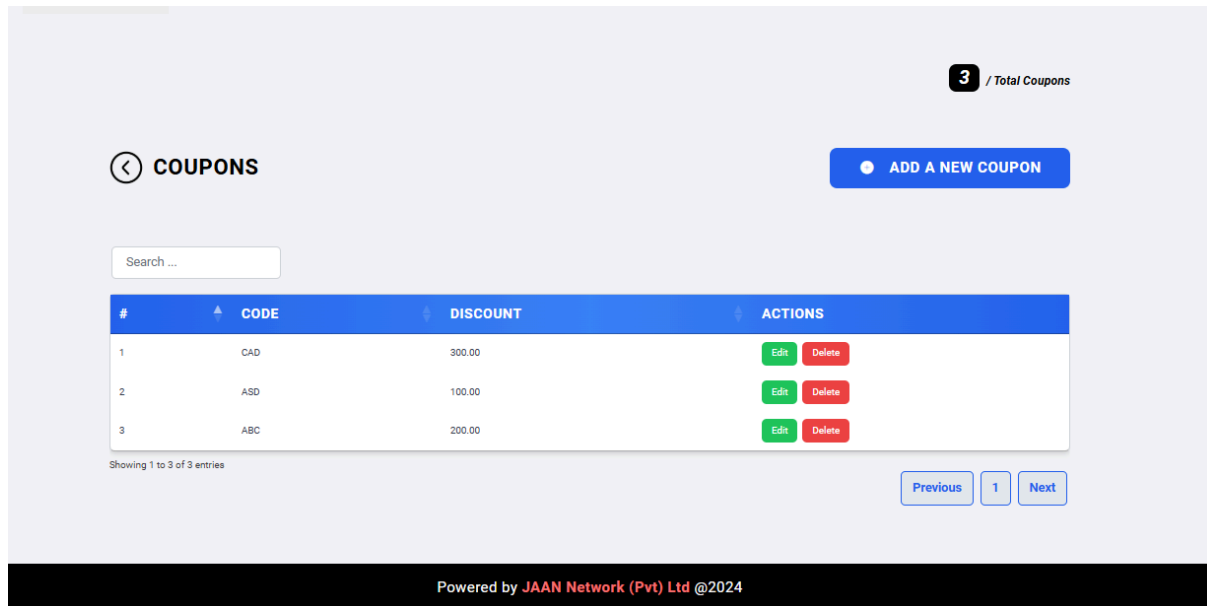 3 / Total Coupons
COUPONS
ADD A NEW COUPON
Search ...
# CODE DISCOUNT ACTIONS
1 CAD 300.00 Edit Delete
2 ASD 100.00 Edit Delete
3 ABC 200.00 Edit Delete
Showing 1 to 3 of 3 entries
Previous 1 Next
Powered by JAAN Network (Pvt) Ltd @2024